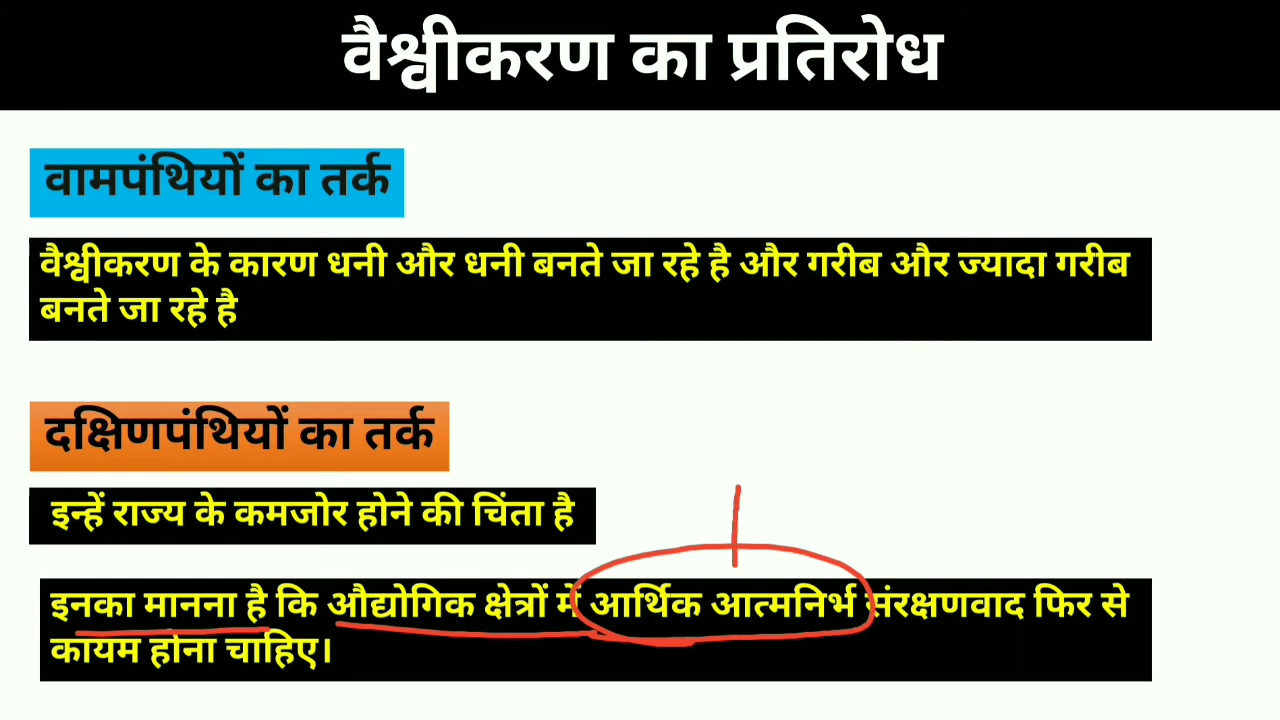 वैश्वीकरण का प्रतिरोध
वामपंथियों का तर्क
वैश्वीकरण के कारण धनी और धनी बनते जा रहे है और गरीब और ज्यादा गरीब
बनते जा रहे है
दक्षिणपंथियों का तर्क
इन्हें राज्य के कमजोर होने की चिंता है
इनका मानना है कि औद्योगिक क्षेत्रों में आर्थिक आत्मनिर्भ संरक्षणवाद फिर से
कायम होना चाहिए।